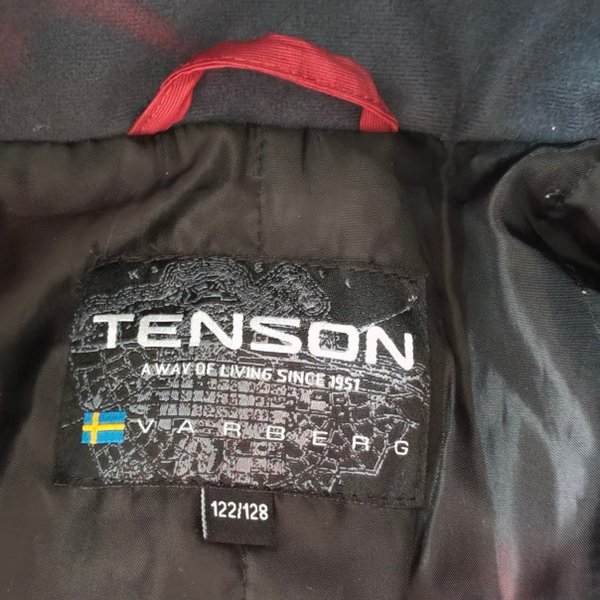 TENSON
A WAY OF LIVING SINCE 1951
VARBERG
122/128